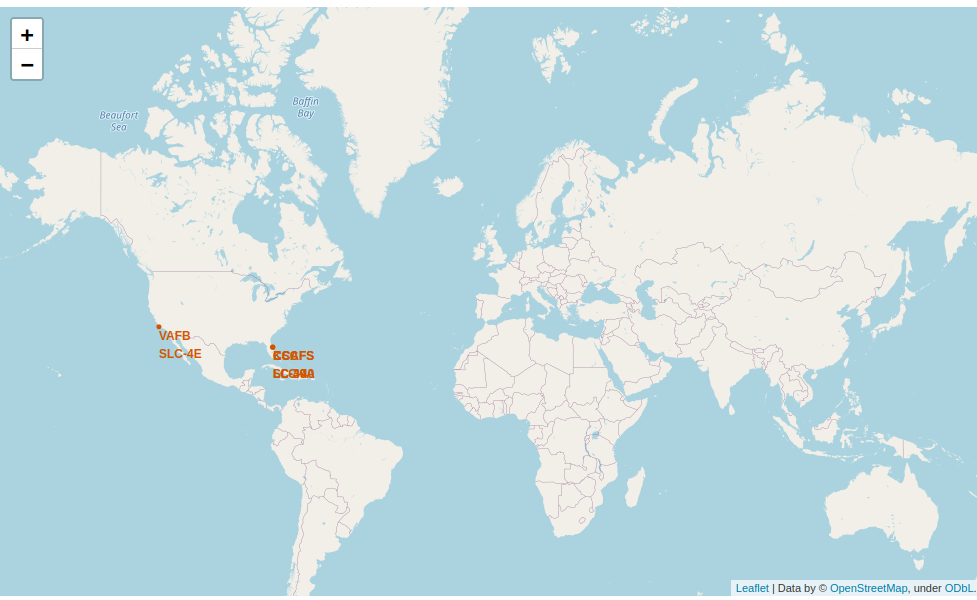 +
−
Beaufort
Sea
Baffin
Bay
VAFB
SLC-4E
Leaflet | Data by © OpenStreetMap, under ODbL.